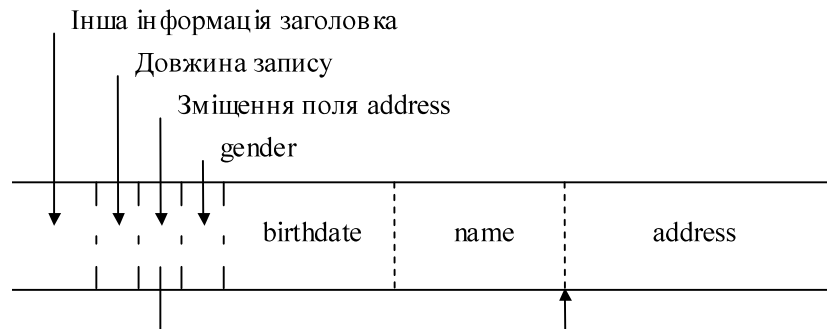 Інша інформація заголовка
Довжина запису
Зміщення поля address
gender
birthdate name address